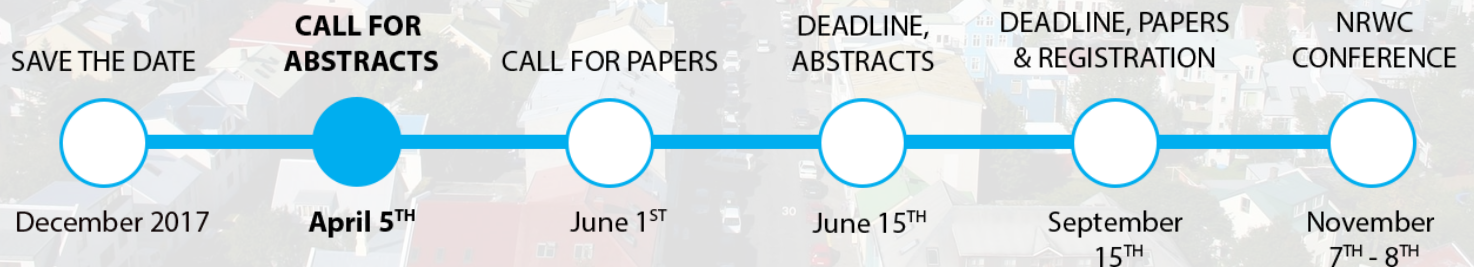 SAVE THE DATE
CALL FOR
ABSTRACTS
CALL FOR PAPERS
DEADLINE,
ABSTRACTS
DEADLINE, PAPERS
& REGISTRATION
NRWC
CONFERENCE
December 2017
April 5TH
June 1ST
June 15TH
September
15TH
November
7TH - 8TH
30